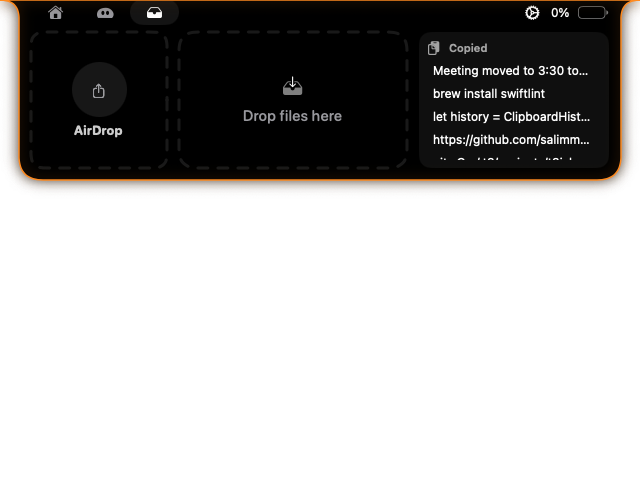 0%
AirDrop
Drop files here
Copied
Meeting moved to 3:30 to...
brew install swiftlint
let history = ClipboardHist...
https://github.com/salimm...